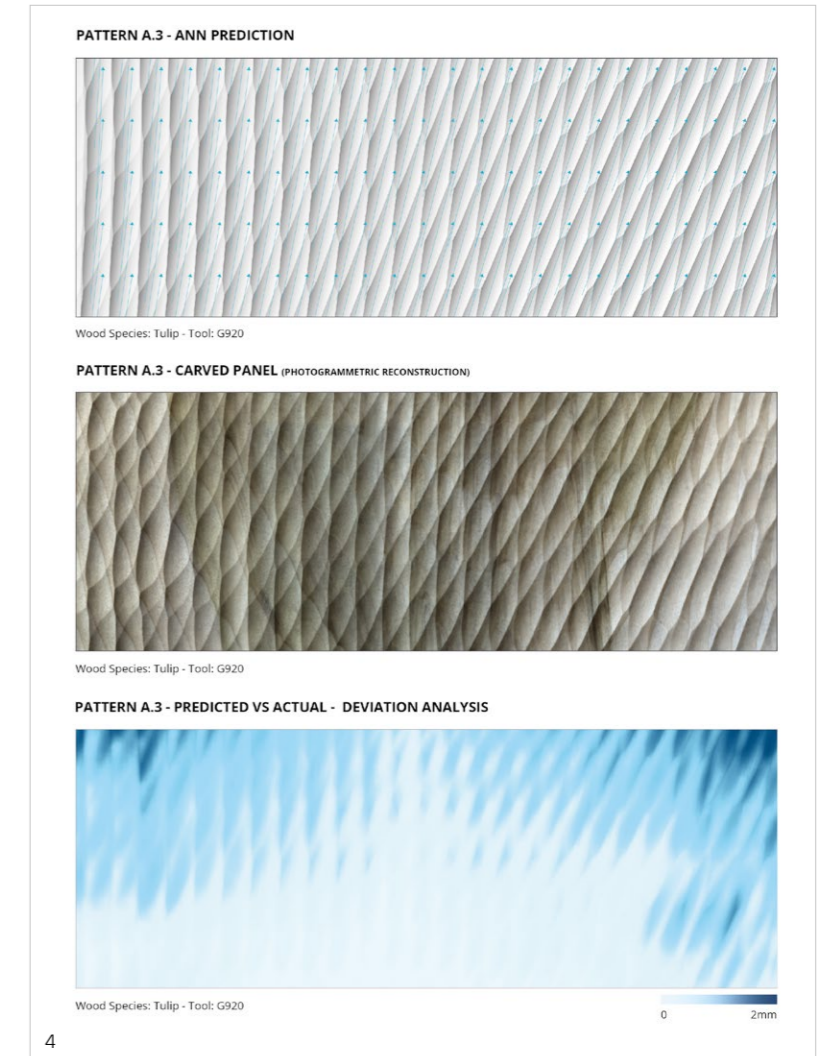 PATTERN A.3 - ANN PREDICTION
Wood Species: Tulip - Tool: G920
PATTERN A.3 - CARVED PANEL (PHOTOGRAMMETRIC RECONSTRUCTION)
Wood Species: Tulip - Tool: G920
PATTERN A.3 - PREDICTED VS ACTUAL - DEVIATION ANALYSIS
Wood Species: Tulip - Tool: G920
0 2mm
4